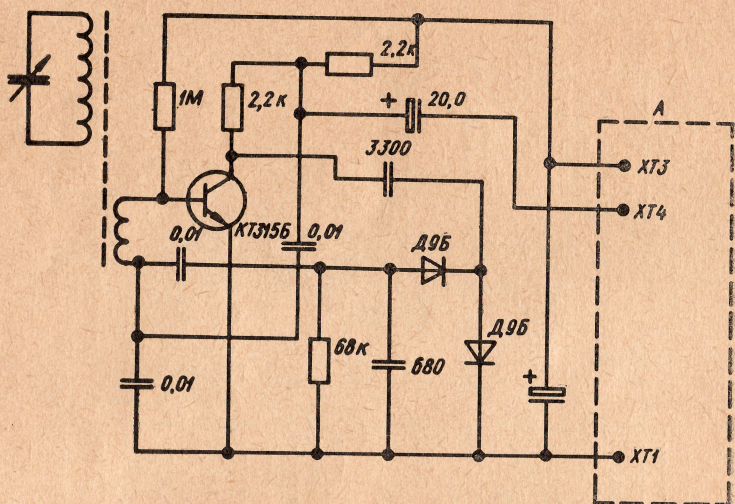 2,2к
1М
2,2к
+ 20,0
А
3300
ХТ3
ХТ4
КТ315Б
0,01
0,01
Д9Б
Д9Б
68к
680
0,01
+
ХТ1